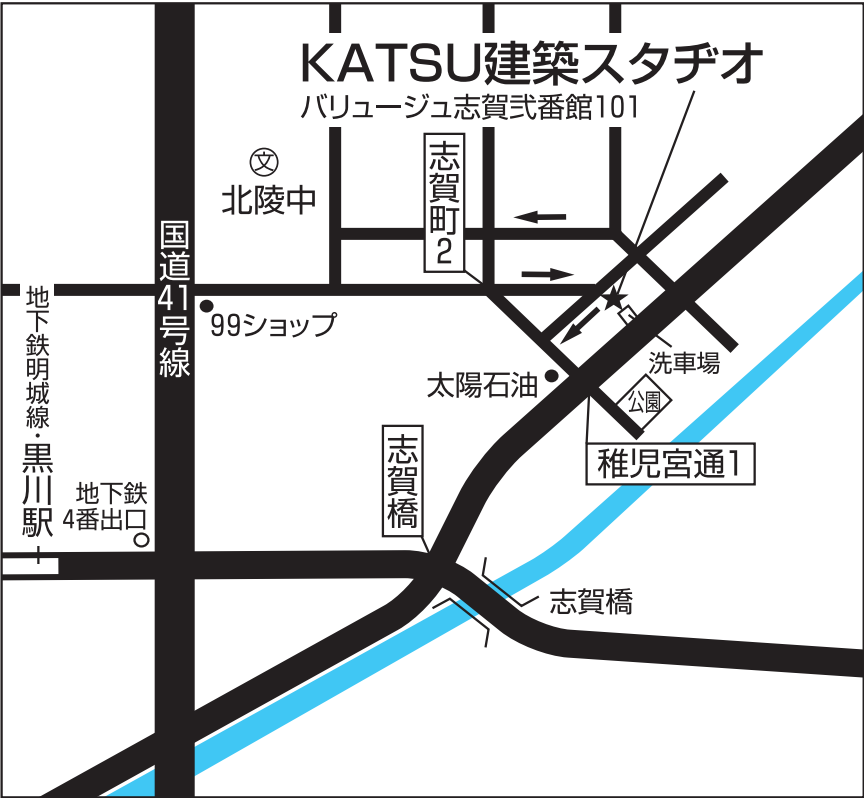 KATSU建築スタヂオ
バリュージュ志賀弐番館101
志賀町2
文
北陵中
国道41号線
99ショップ
地下鉄明城線・黒川駅
洗車場
太陽石油
公園
志賀橋
稚児宮通1
地下鉄
4番出口
志賀橋